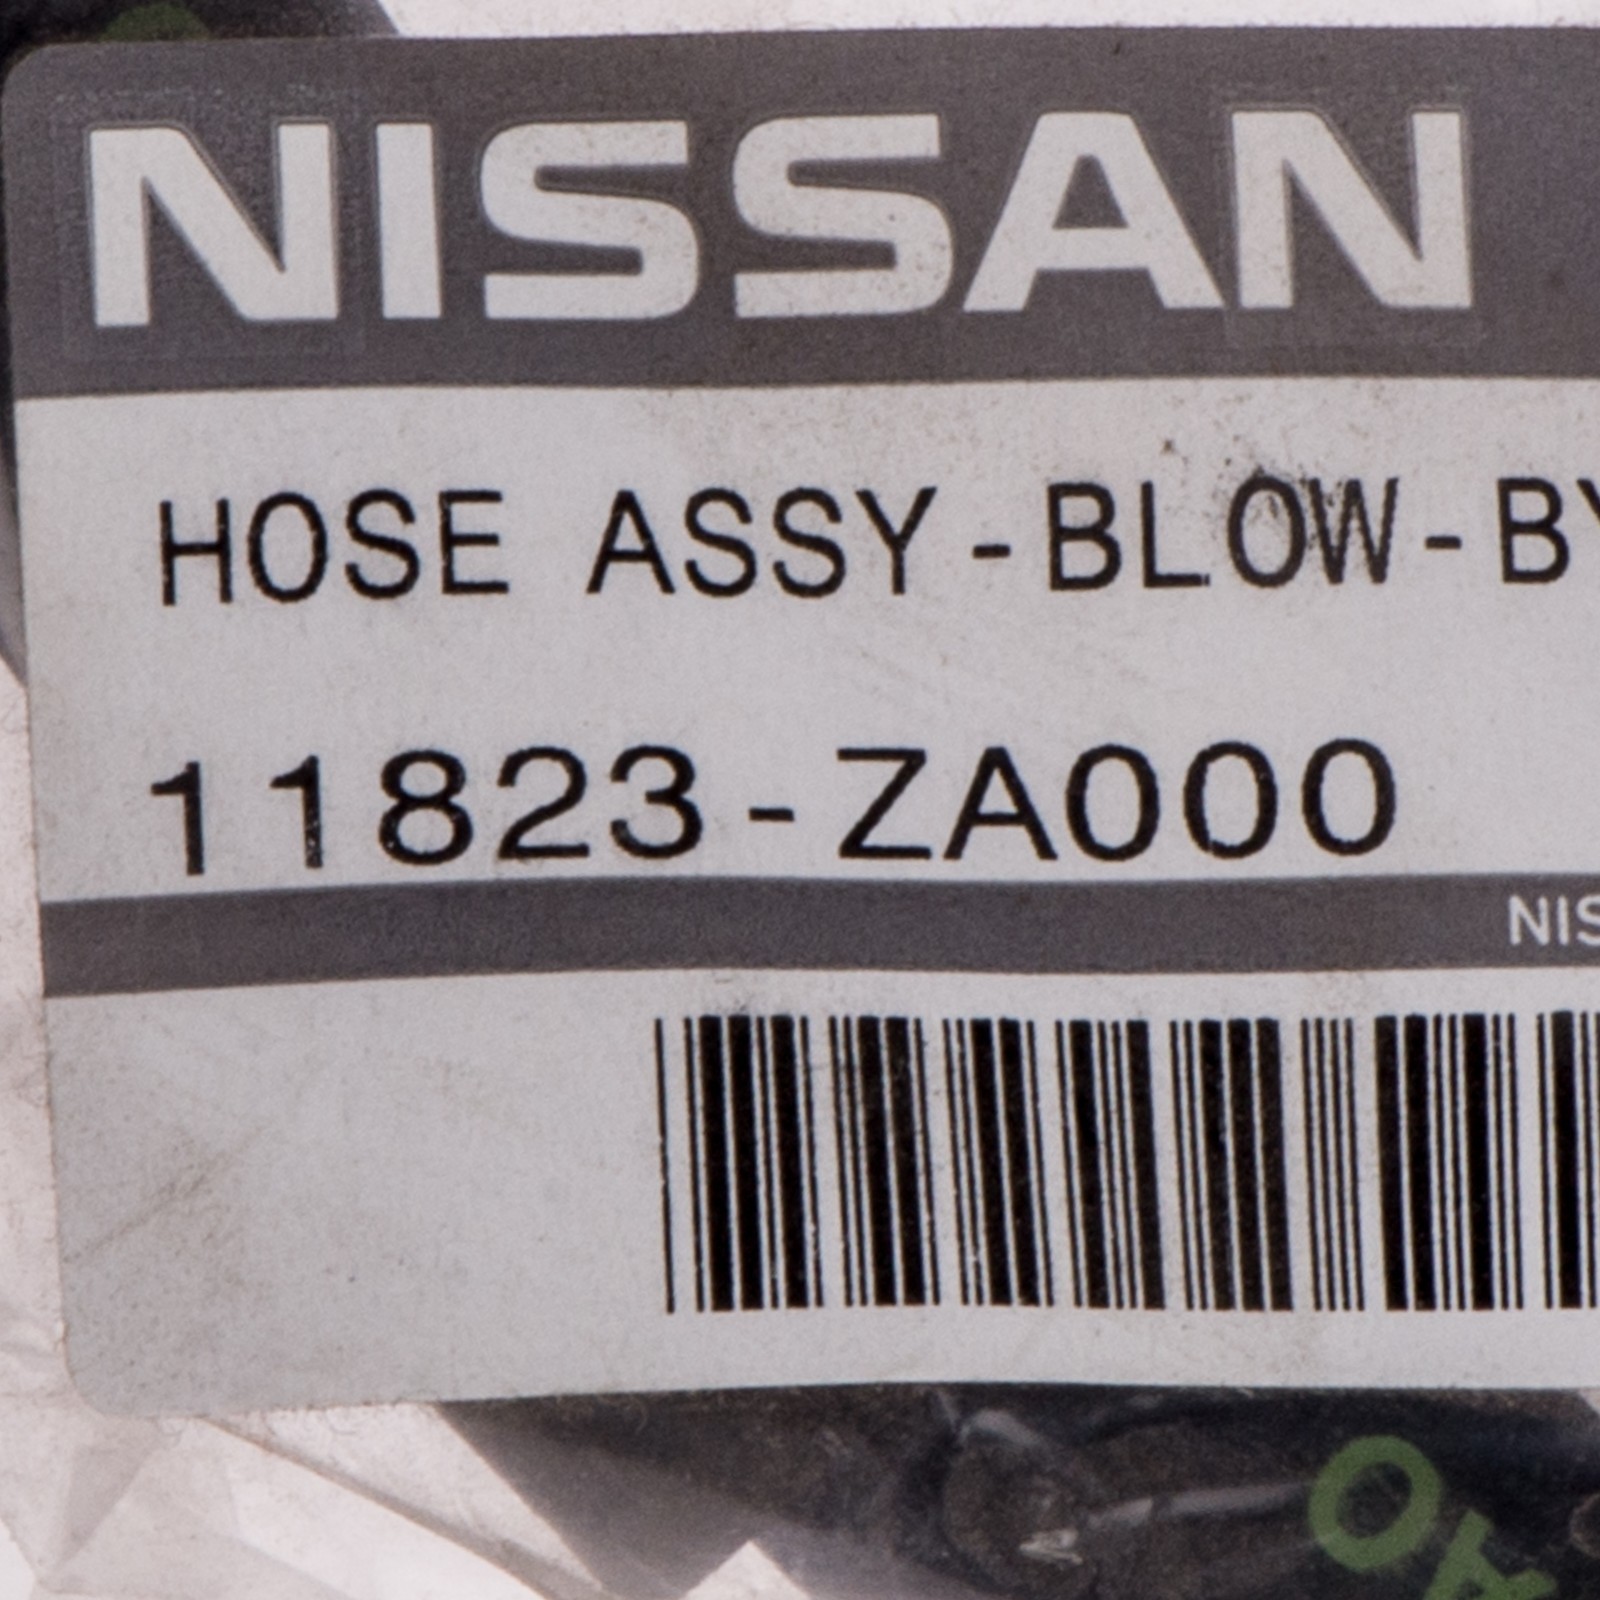 NISSAN
HOSE ASSY-BLOW-BY
11823-ZA000
NIS